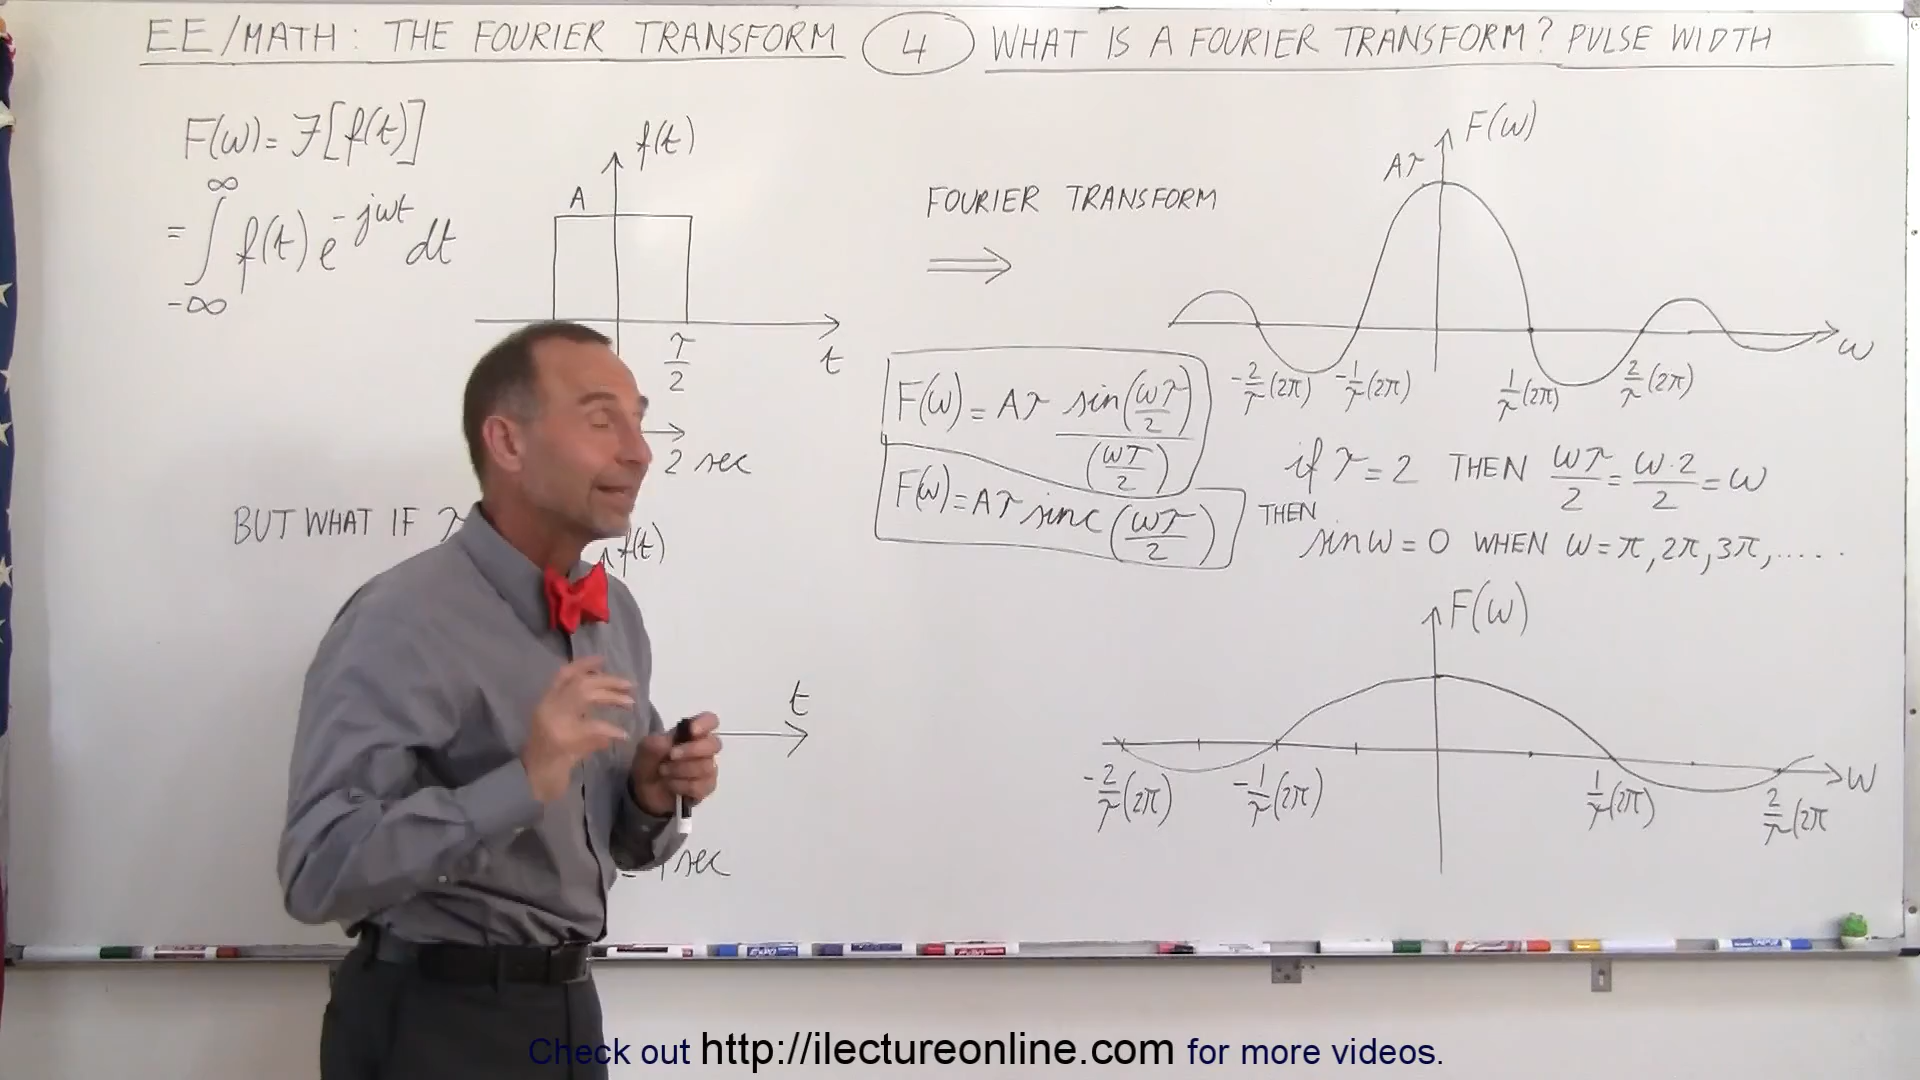 EE/MATH: THE FOURIER TRANSFORM 4 WHAT IS A FOURIER TRANSFORM? PULSE WIDTH
F(ω) = ℱ[f(t)]
= ∫_{-∞}^{∞} f(t) e^{-jωt} dt
f(t)
A
t
τ/2
2 sec
FOURIER TRANSFORM
⇒
F(ω)
Aτ
ω
-2/τ(2π) -1/τ(2π) 1/τ(2π) 2/τ(2π)
F(ω) = Aτ sin(ωτ/2) / (ωτ/2)
F(ω) = Aτ sinc(ωτ/2)
if τ = 2 THEN ωτ/2 = ω·2/2 = ω
THEN
sin ω = 0 WHEN ω = π, 2π, 3π, .....
BUT WHAT IF τ
f(t)
t
sec
F(ω)
ω
-2/τ(2π) -1/τ(2π) 1/τ(2π) 2/τ(2π
EXPO
Check out http://ilectureonline.com for more videos.